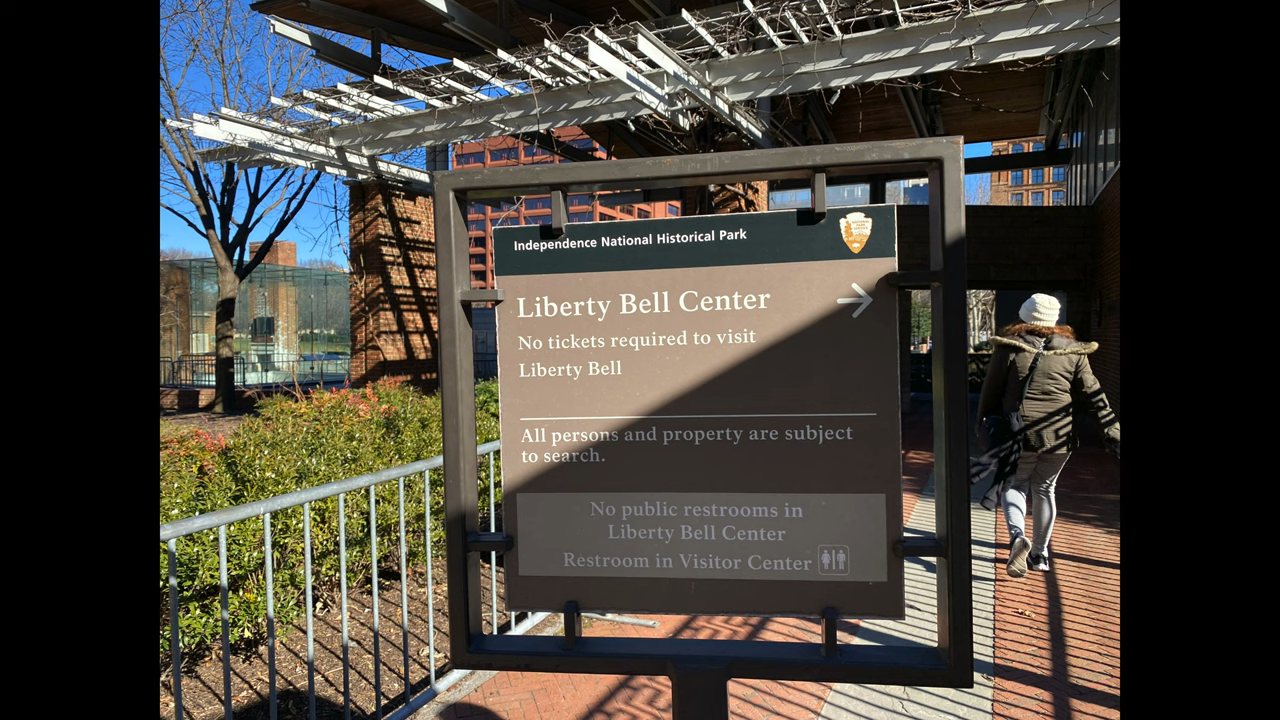 Independence National Historical Park
Liberty Bell Center
No tickets required to visit
Liberty Bell
All persons and property are subject
to search.
No public restrooms in
Liberty Bell Center
Restroom in Visitor Center